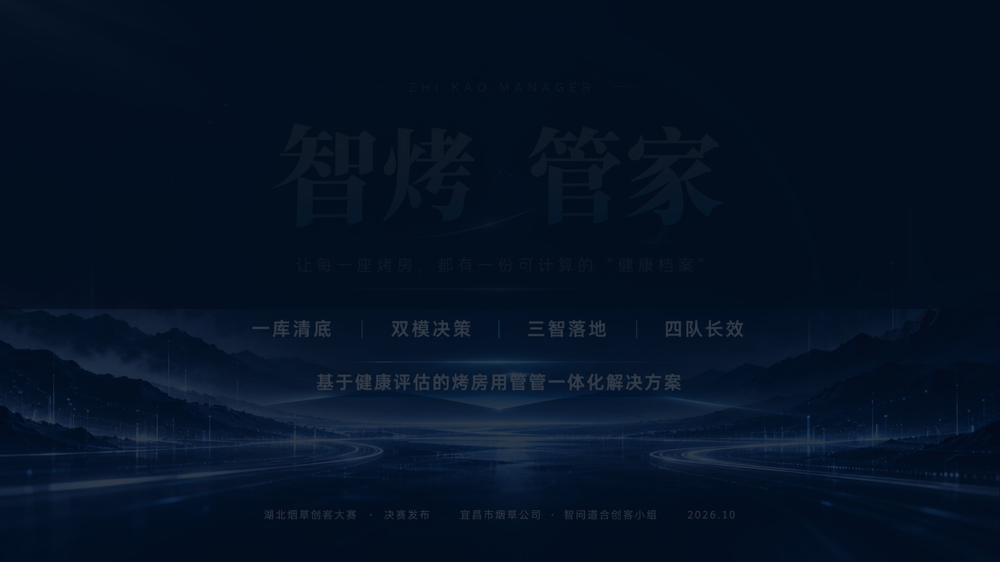 ZHI KAO MANAGER
智烤 管家
让每一座烤房，都有一份可计算的“健康档案”
一库清底 | 双模决策 | 三智落地 | 四队长效
基于健康评估的烤房用管管一体化解决方案
湖北烟草创客大赛 · 决赛发布 宜昌市烟草公司 · 智问道合创客小组 2026.10